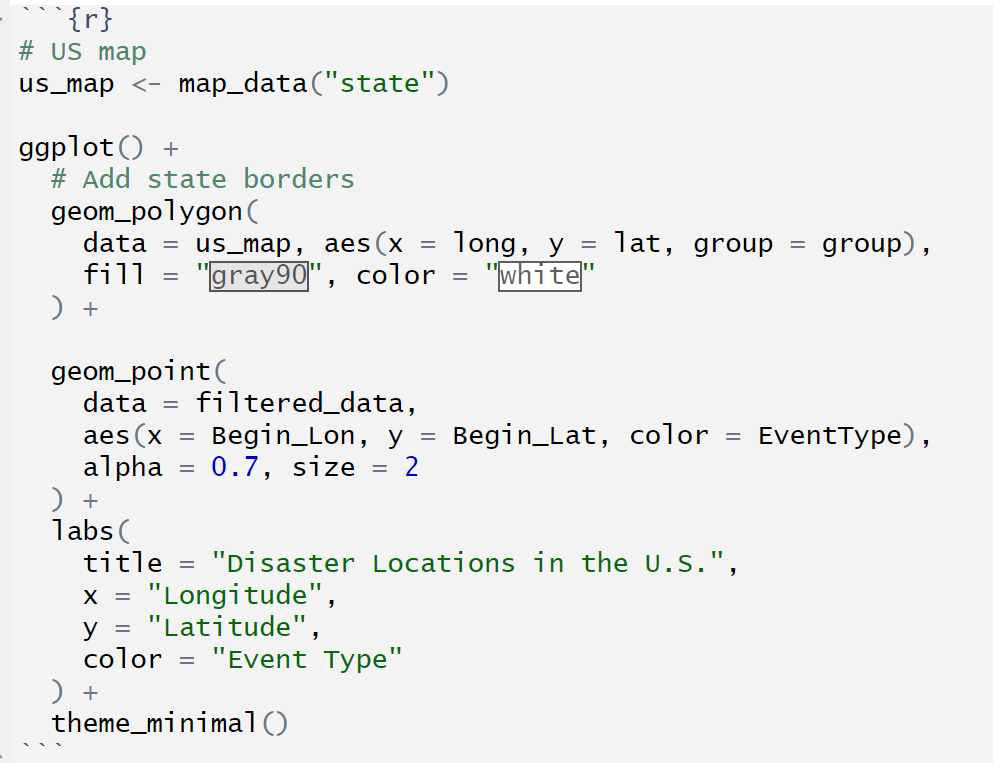 ```{r}
# US map
us_map <- map_data("state")
ggplot() +
# Add state borders
geom_polygon(
data = us_map, aes(x = long, y = lat, group = group),
fill = "gray90", color = "white"
) +
geom_point(
data = filtered_data,
aes(x = Begin_Lon, y = Begin_Lat, color = EventType),
alpha = 0.7, size = 2
) +
labs(
title = "Disaster Locations in the U.S.",
x = "Longitude",
y = "Latitude",
color = "Event Type"
) +
theme_minimal()
```